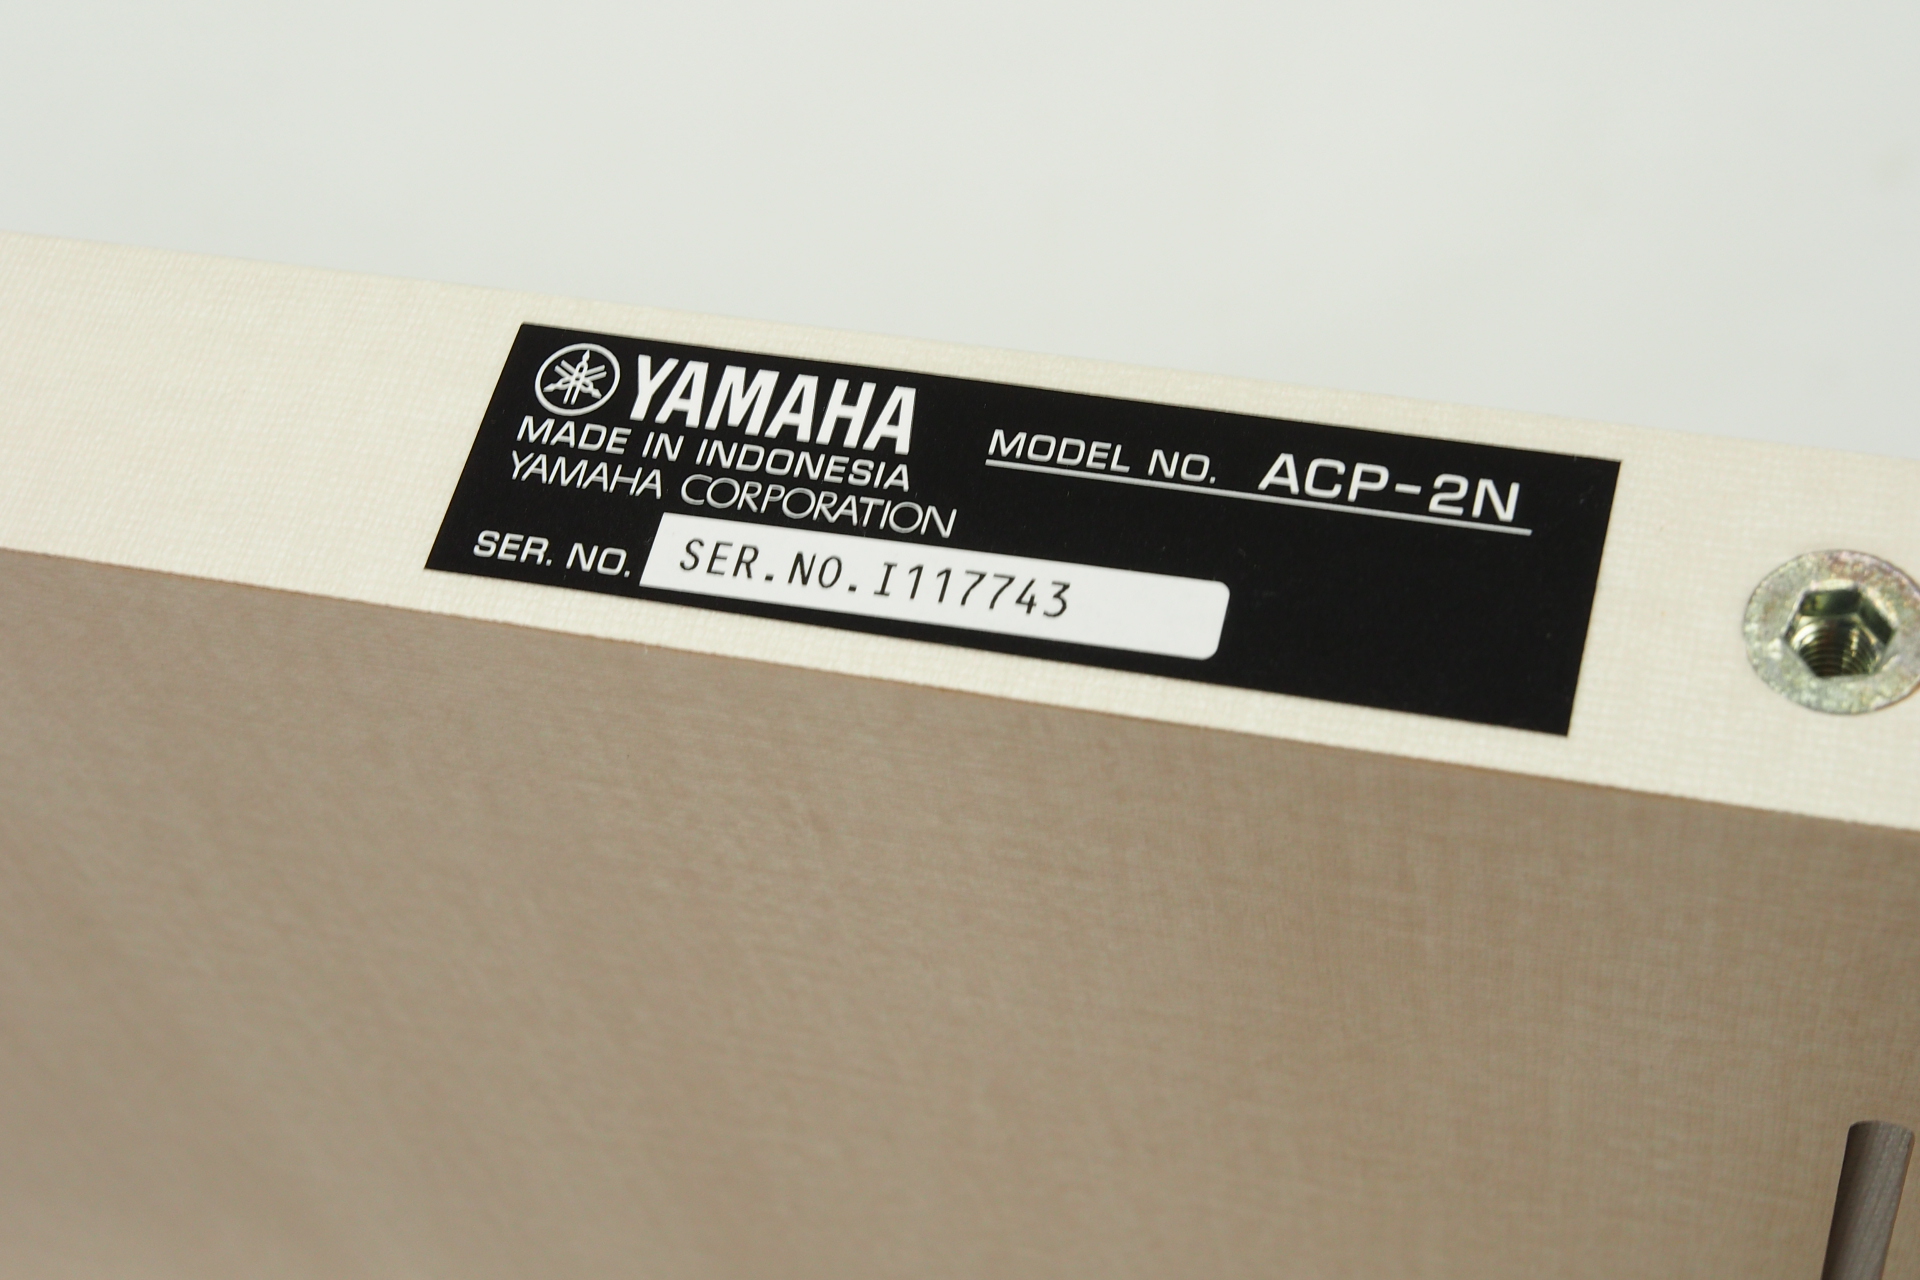 YAMAHA
MADE IN INDONESIA
YAMAHA CORPORATION
MODEL NO. ACP-2N
SER. NO. SER.NO.I117743